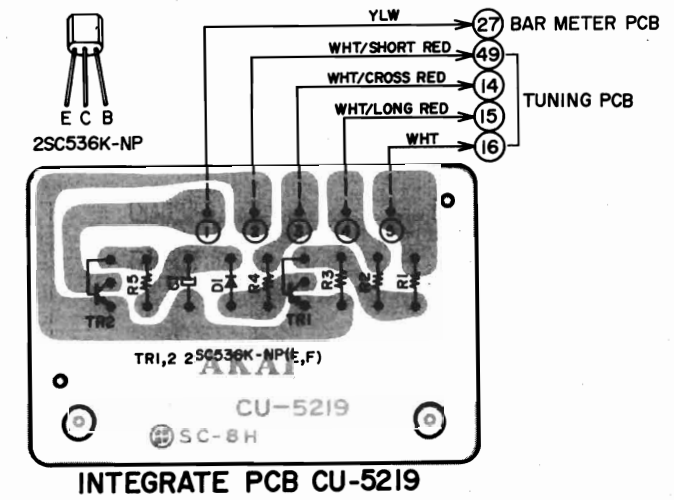 YLW 27 BAR METER PCB
WHT/SHORT RED 49
WHT/CROSS RED 14
TUNING PCB
WHT/LONG RED 15
WHT 16
E C B
2SC536K-NP
1 2 3 4 5
R5 C1 D1 R4 R3 R2 R1
TR2 TR1
TR1,2 2SC536K-NP(E,F)
AKAI
CU-5219
SC-8H
INTEGRATE PCB CU-5219